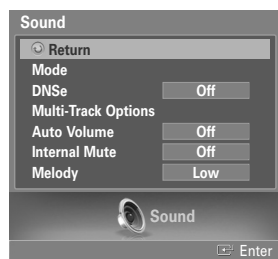 Sound
Return
Mode
DNSe Off
Multi-Track Options
Auto Volume Off
Internal Mute Off
Melody Low
Sound
Enter